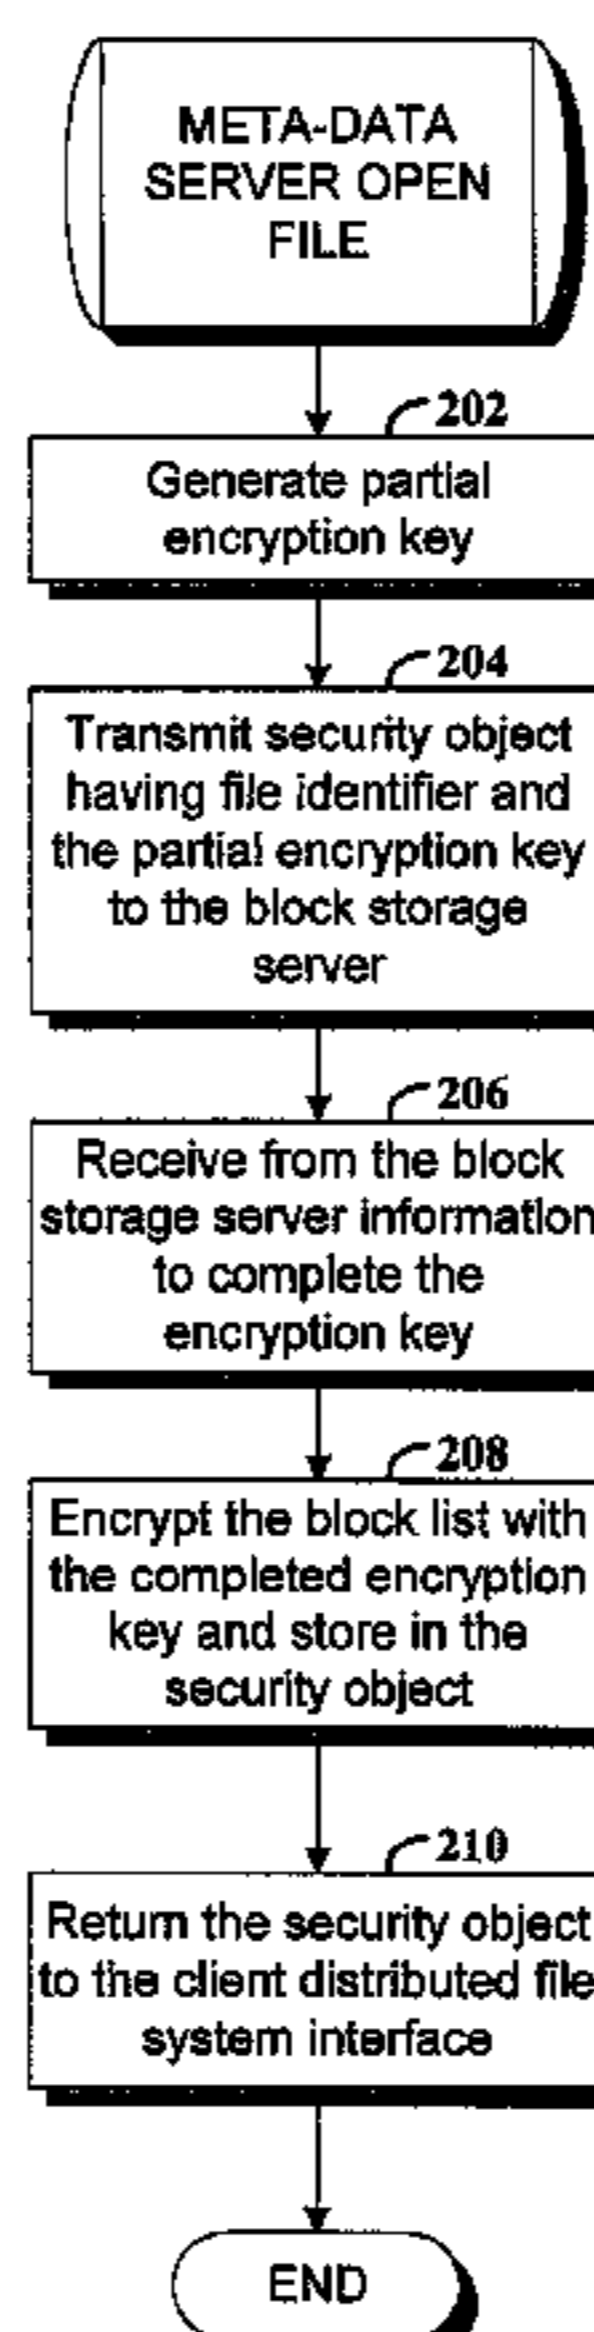 META-DATA
SERVER OPEN
FILE
202
Generate partial
encryption key
204
Transmit security object
having file identifier and
the partial encryption key
to the block storage
server
206
Receive from the block
storage server information
to complete the
encryption key
208
Encrypt the block list with
the completed encryption
key and store in the
security object
210
Return the security object
to the client distributed file
system interface
END